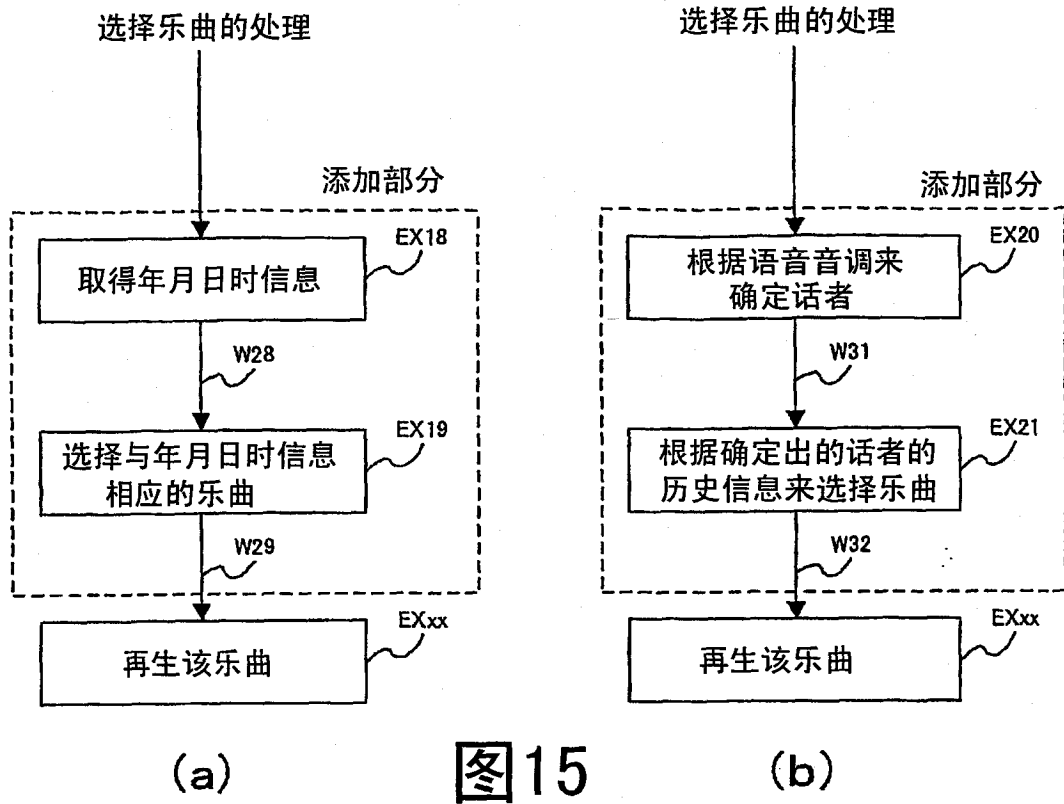 选择乐曲的处理
添加部分
EX18
取得年月日时信息
W28
EX19
选择与年月日时信息
相应的乐曲
W29
EXxx
再生该乐曲
(a)
选择乐曲的处理
添加部分
EX20
根据语音音调来
确定话者
W31
EX21
根据确定出的话者的
历史信息来选择乐曲
W32
EXxx
再生该乐曲
(b)
图15